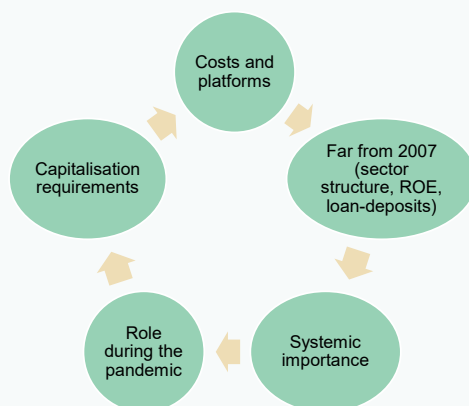 Costs and
platforms
Far from 2007
(sector
structure, ROE,
loan-deposits)
Systemic
importance
Role
during the
pandemic
Capitalisation
requirements